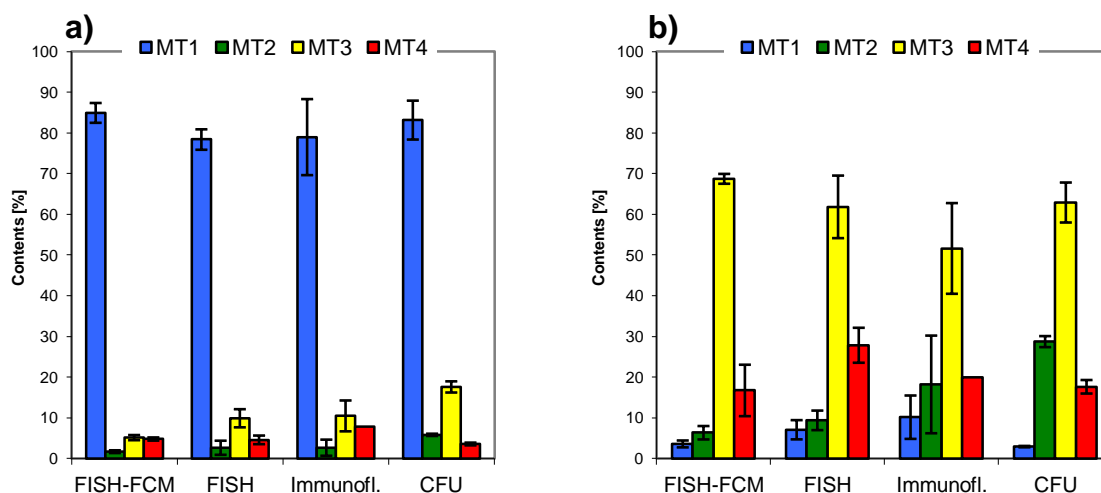 a)
MT1 MT2 MT3 MT4
100
90
80
70
60
50
40
30
20
10
0
Contents [%]
FISH-FCM FISH Immunofl. CFU
b)
MT1 MT2 MT3 MT4
100
90
80
70
60
50
40
30
20
10
0
Contents [%]
FISH-FCM FISH Immunofl. CFU